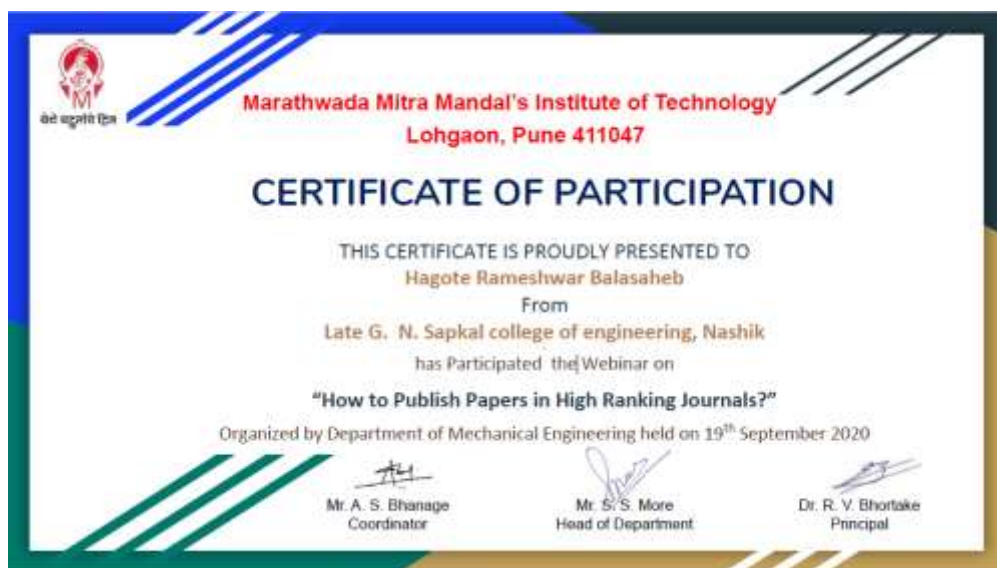 Marathwada Mitra Mandal's Institute of Technology
Lohgaon, Pune 411047
CERTIFICATE OF PARTICIPATION
THIS CERTIFICATE IS PROUDLY PRESENTED TO
Hagote Rameshwar Balasaheb
From
Late G. N. Sapkal college of engineering, Nashik
has Participated the Webinar on
“How to Publish Papers in High Ranking Journals?”
Organized by Department of Mechanical Engineering held on 19th September 2020
Mr. A. S. Bhanage
Coordinator
Mr. S. S. More
Head of Department
Dr. R. V. Bhortake
Principal